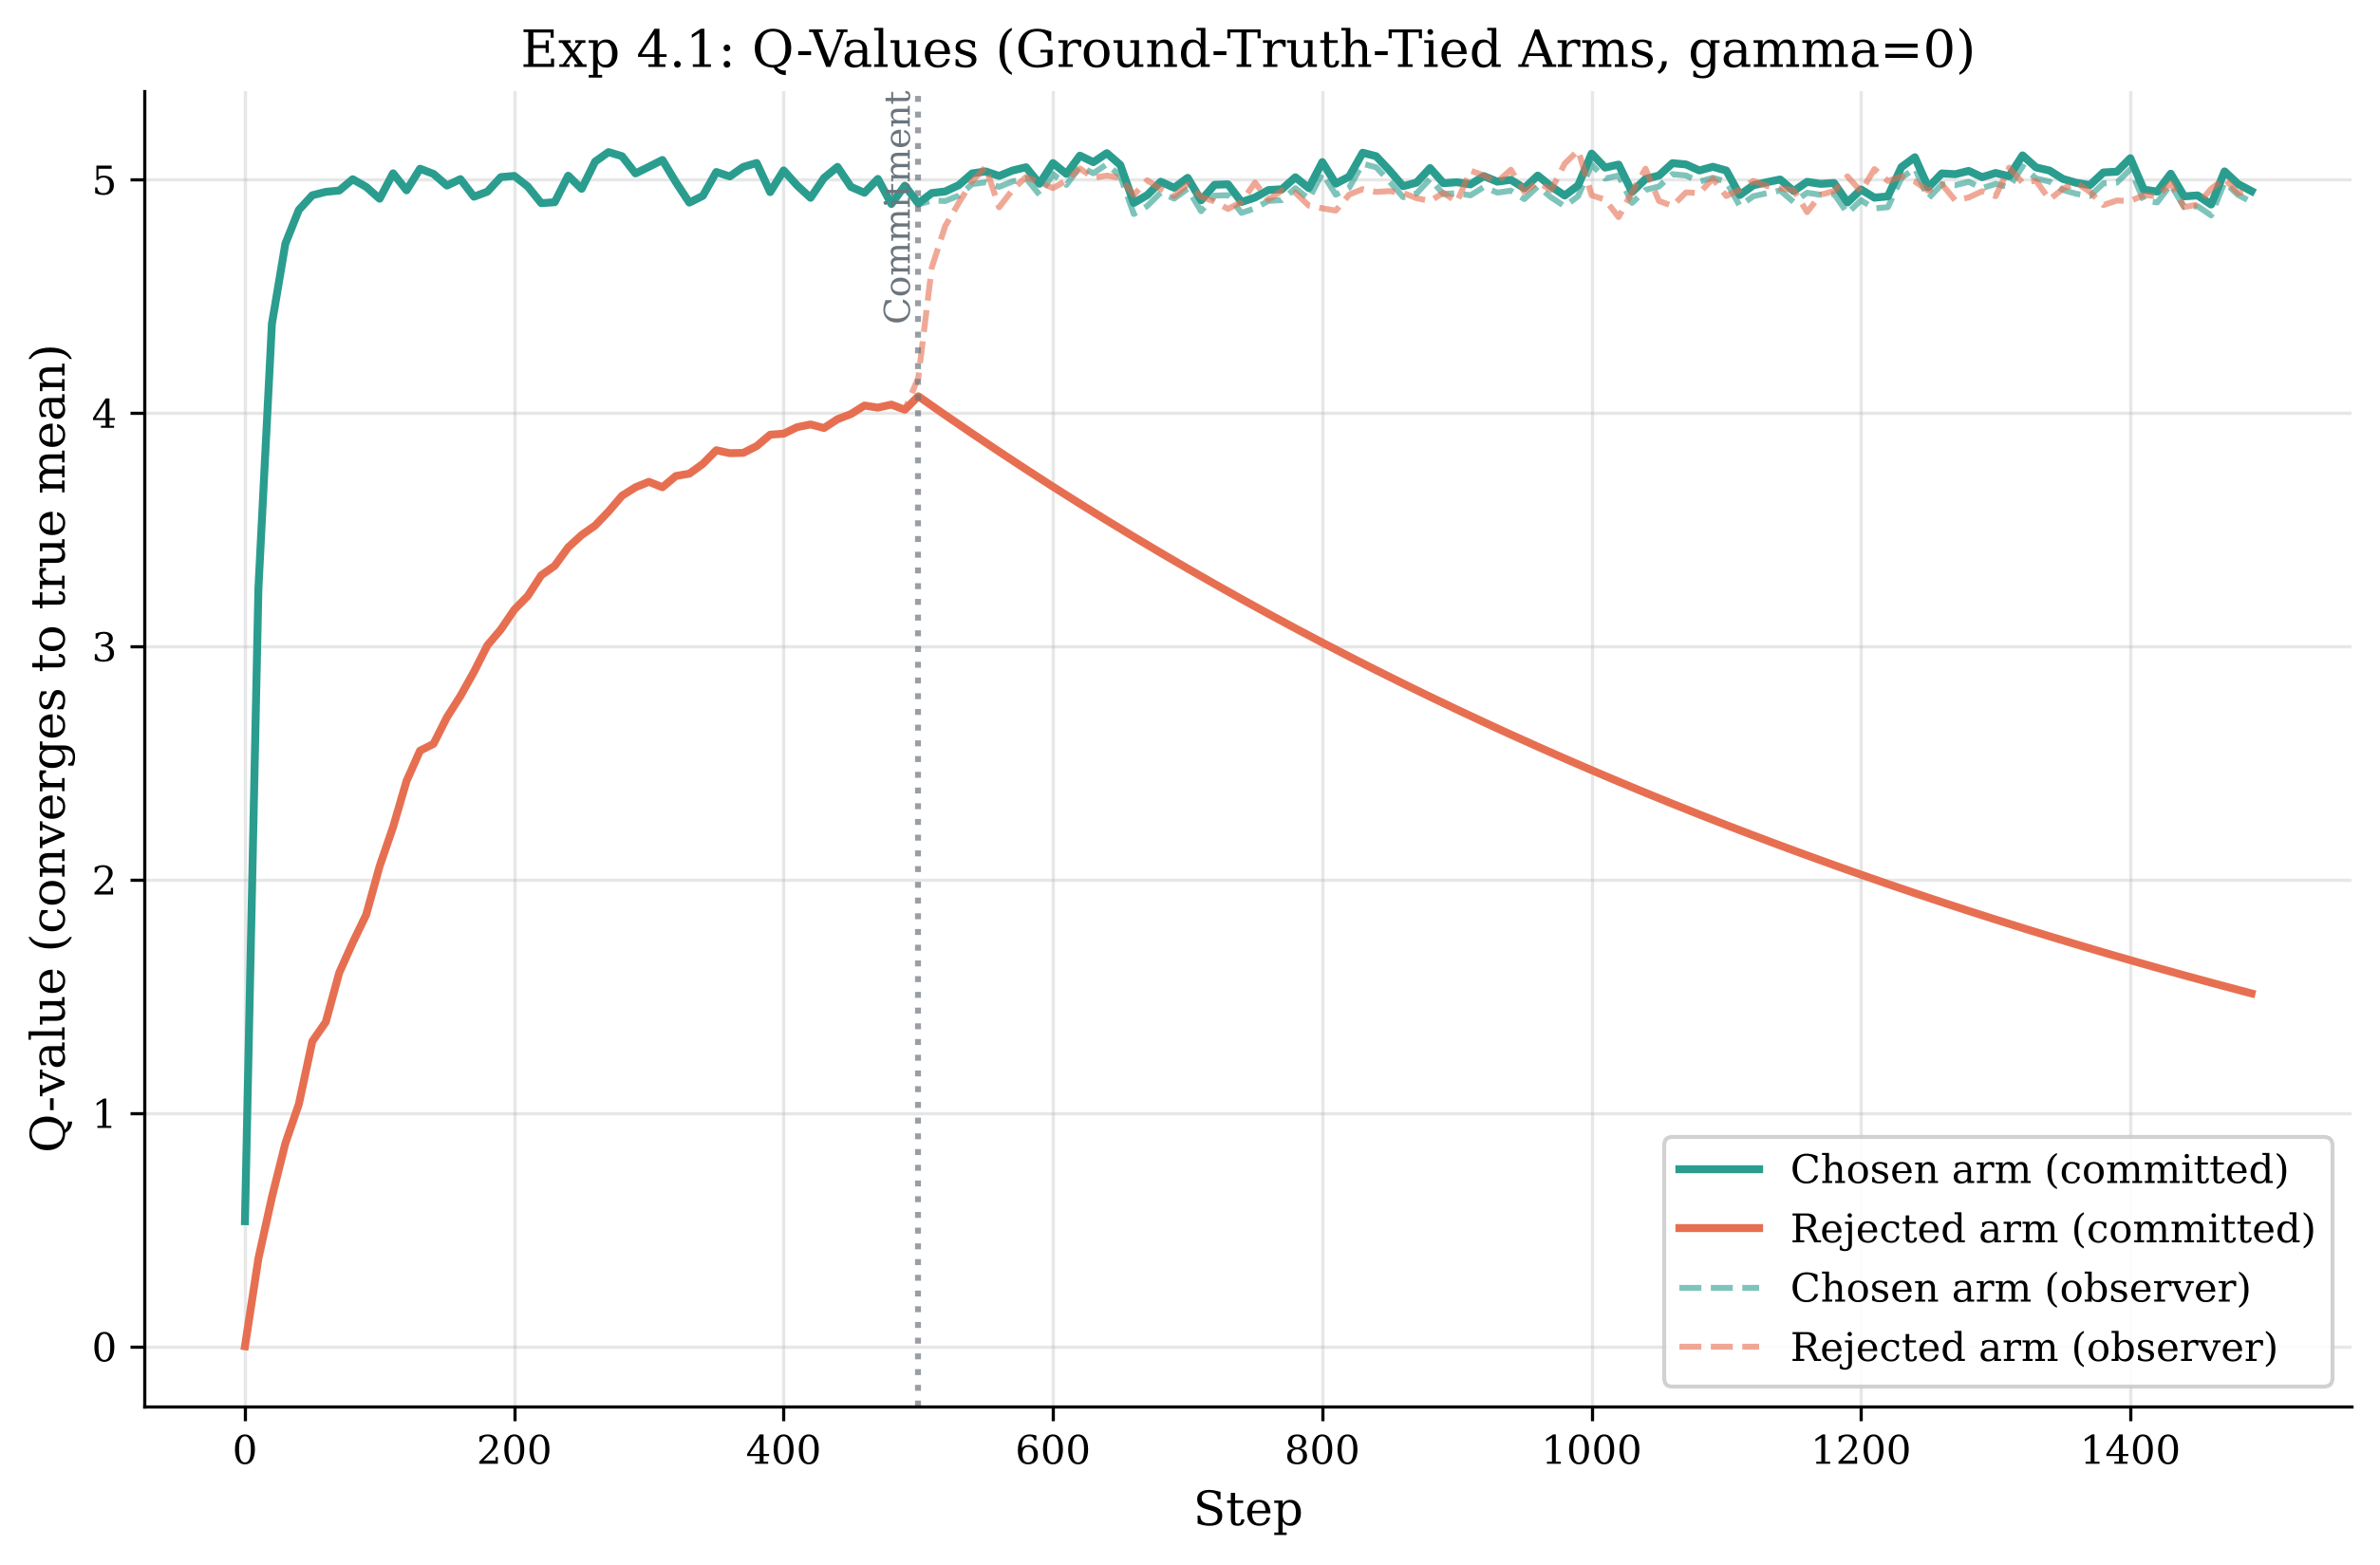 Exp 4.1: Q-Values (Ground-Truth-Tied Arms, gamma=0)
Commitment
Q-value (converges to true mean)
5
4
3
2
1
0
Chosen arm (committed)
Rejected arm (committed)
Chosen arm (observer)
Rejected arm (observer)
0 200 400 600 800 1000 1200 1400
Step